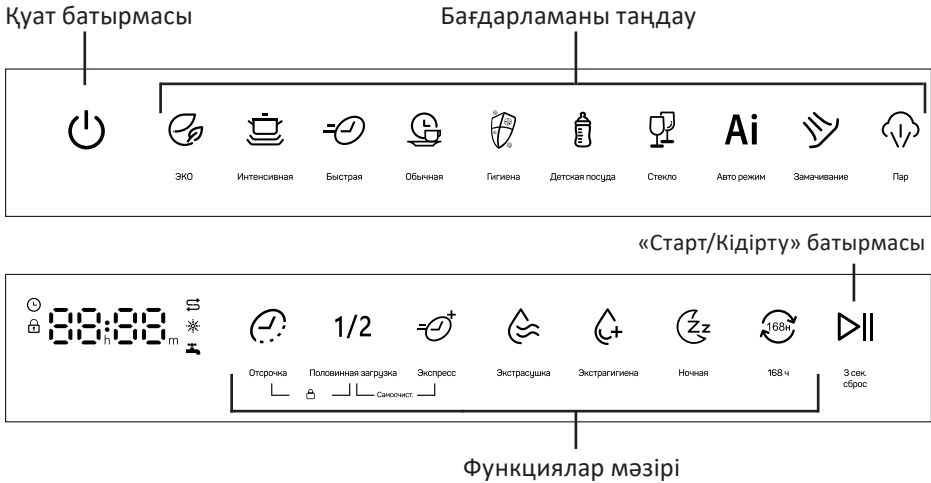 Қуат батырмасы
Бағдарламаны таңдау
ЭКО
Интенсивная
Быстрая
Обычная
Гигиена
Детская посуда
Стекло
Ai
Авто режим
Замачивание
Пар
«Старт/Кідірту» батырмасы
88:88
h
m
1/2
zz
168н
Отсрочка
Половинная загрузка
Экспресс
Экстрасушка
Экстрагигиена
Ночная
168 ч
3 сек.
сброс
Самоочист.
Функциялар мәзірі